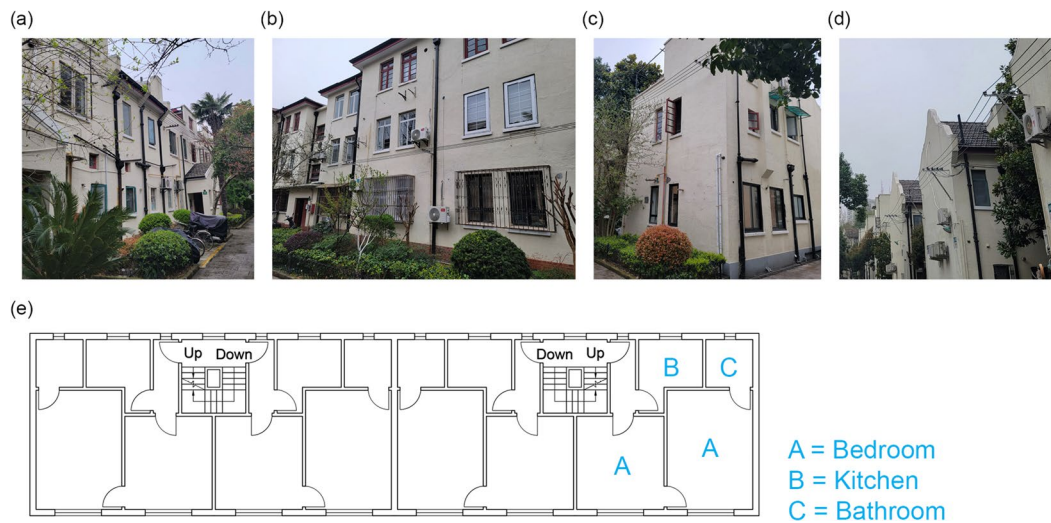 (a)
(b)
(c)
(d)
(e)
Up Down
Down Up
B
C
A
A
A = Bedroom
B = Kitchen
C = Bathroom